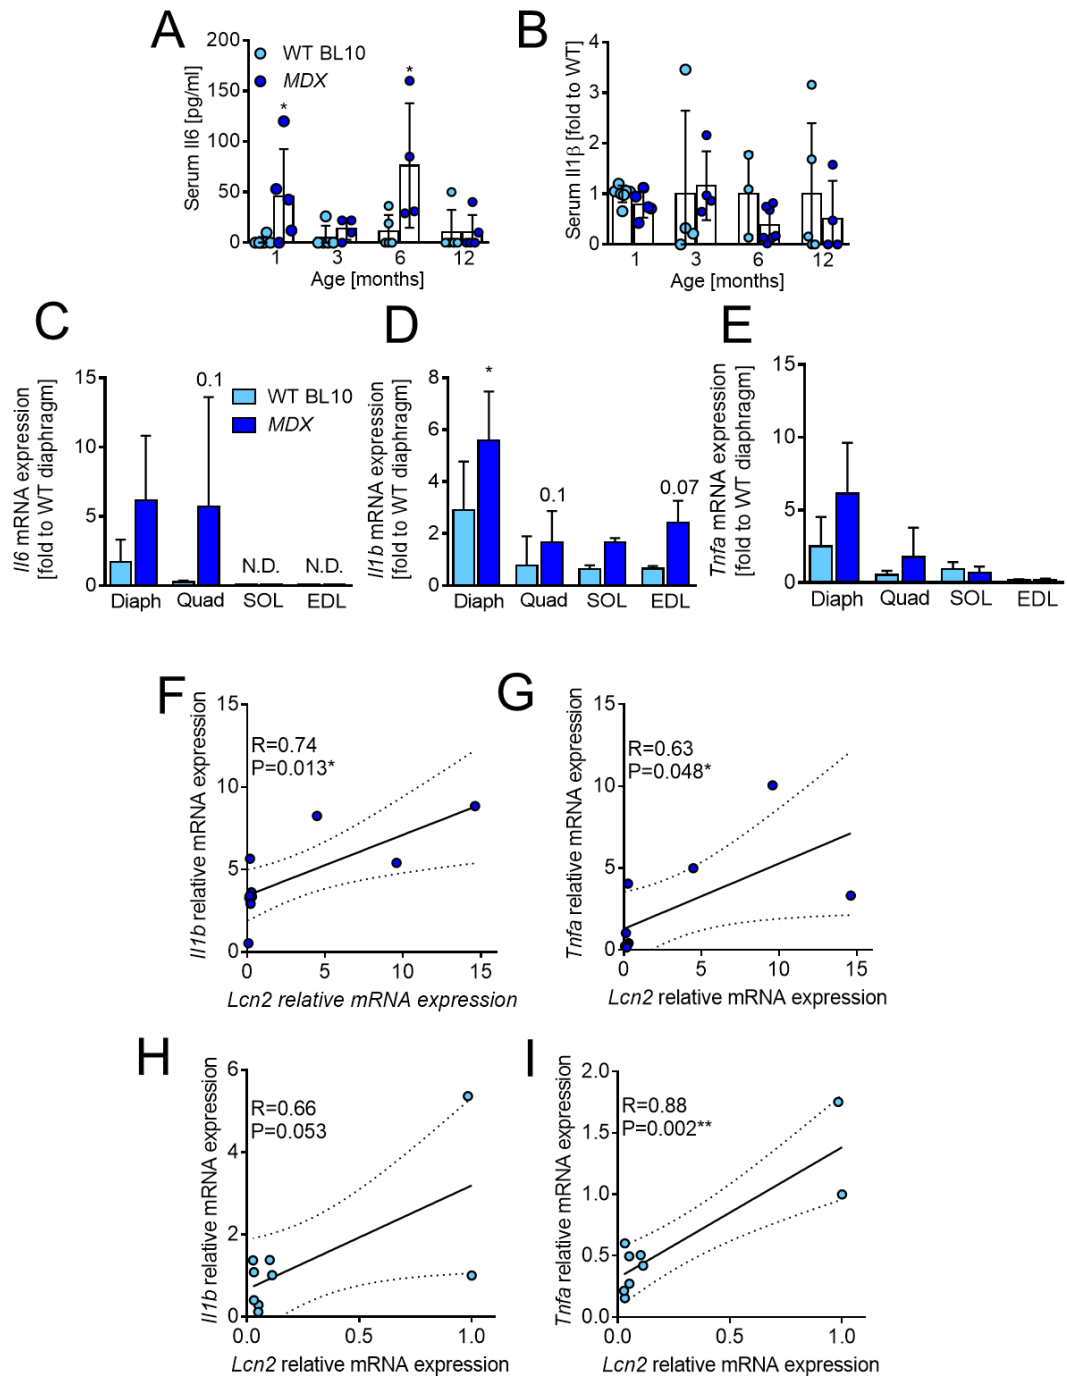 A
Serum Il6 [pg/ml]
200
150
100
50
0
WT BL10
MDX
*
*
1
3
6
12
Age [months]
B
Serum Il1β [fold to WT]
4
3
2
1
0
1
3
6
12
Age [months]
C
Il6 mRNA expression
[fold to WT diaphragm]
15
10
5
0
0.1
WT BL10
MDX
N.D.
N.D.
Diaph
Quad
SOL
EDL
D
Il1b mRNA expression
[fold to WT diaphragm]
8
6
4
2
0
*
0.1
0.07
Diaph
Quad
SOL
EDL
E
Tnfa mRNA expression
[fold to WT diaphragm]
15
10
5
0
Diaph
Quad
SOL
EDL
F
Il1b relative mRNA expression
15
10
5
0
R=0.74
P=0.013*
0
5
10
15
Lcn2 relative mRNA expression
G
Tnfa relative mRNA expression
15
10
5
0
R=0.63
P=0.048*
0
5
10
15
Lcn2 relative mRNA expression
H
Il1b relative mRNA expression
6
4
2
0
R=0.66
P=0.053
0.0
0.5
1.0
Lcn2 relative mRNA expression
I
Tnfa relative mRNA expression
2.0
1.5
1.0
0.5
0.0
R=0.88
P=0.002**
0.0
0.5
1.0
Lcn2 relative mRNA expression